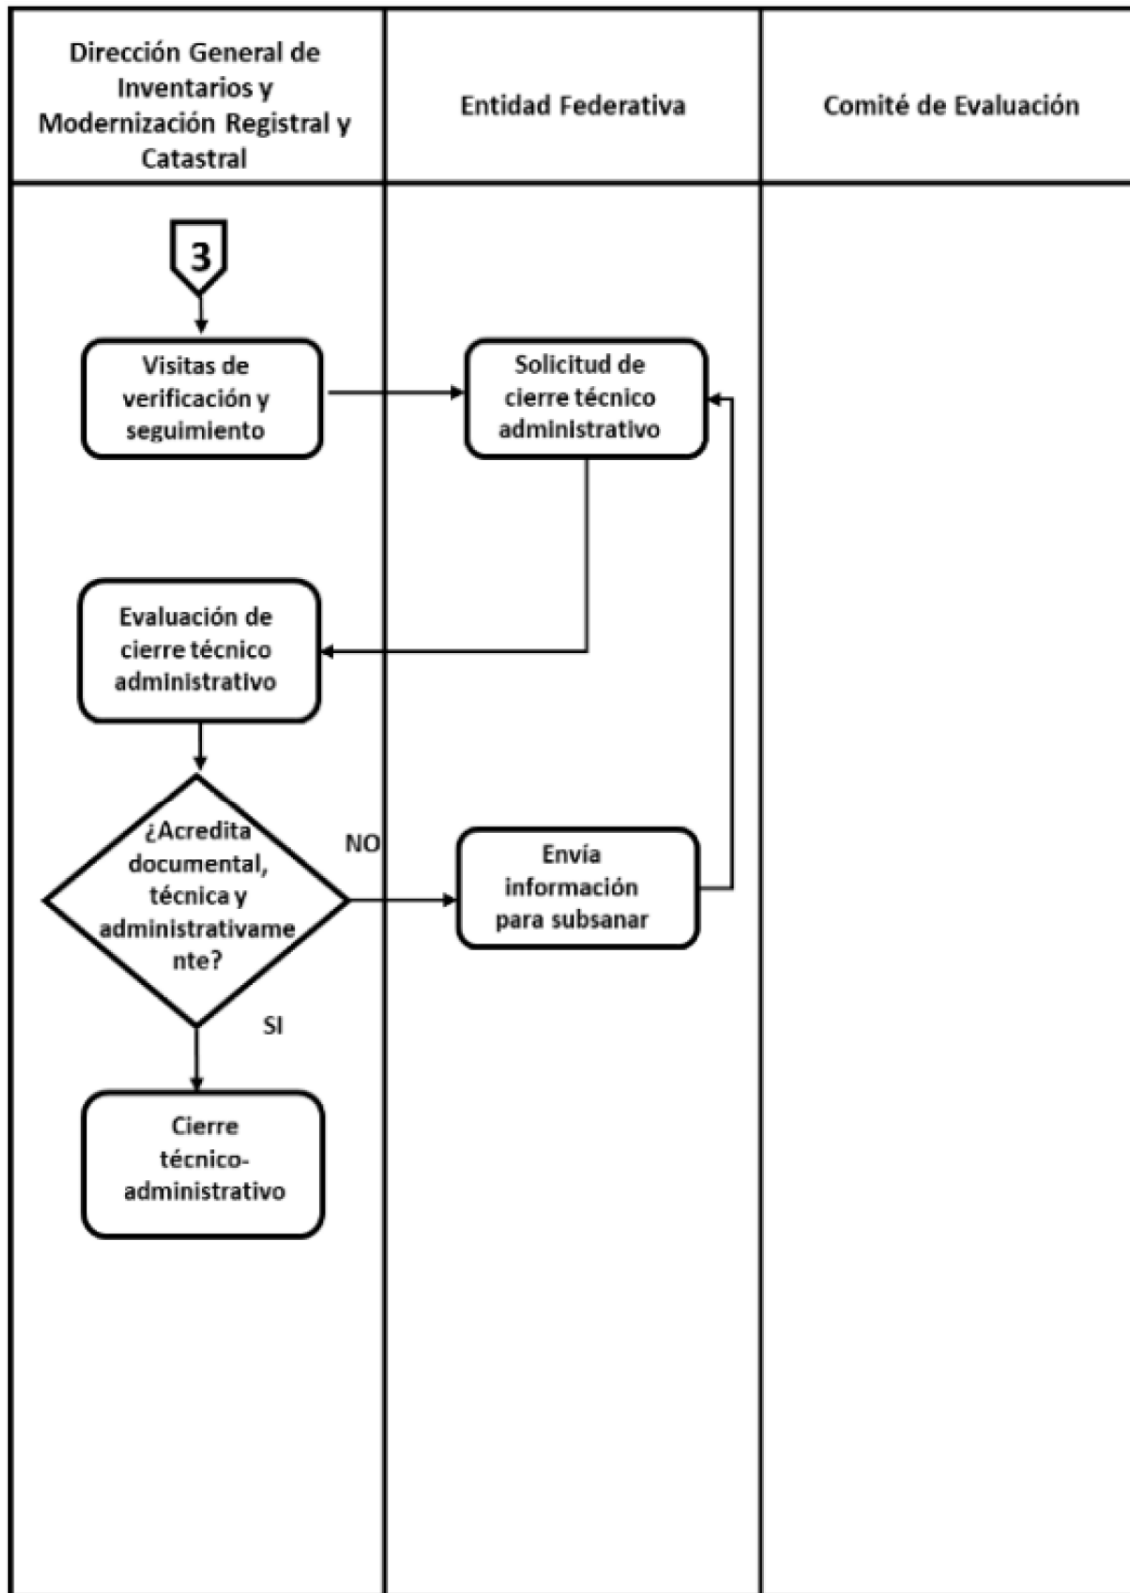 Dirección General de
Inventarios y
Modernización Registral y
Catastral
Entidad Federativa
Comité de Evaluación
3
Visitas de
verificación y
seguimiento
Solicitud de
cierre técnico
administrativo
Evaluación de
cierre técnico
administrativo
¿Acredita
documental,
técnica y
administrativame
nte?
NO
Envía
información
para subsanar
SI
Cierre
técnico-
administrativo